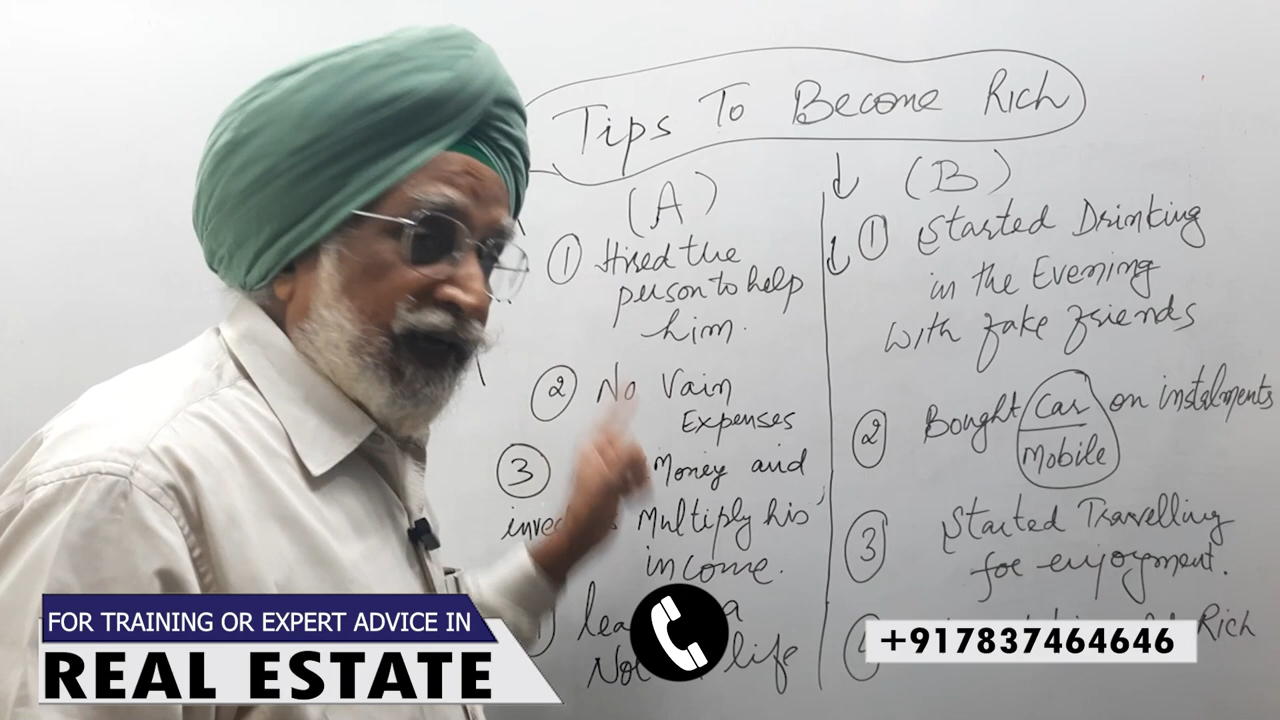 Tips To Become Rich
(A)
① Hired the
person to help
him.
② No Vain
Expenses
③ Money and
Multiply his
income.
a
life
(B)
① Started Drinking
in the Evening
with fake friends
② Bought Car on instalments
Mobile
③ Started Travelling
for enjoyment.
Rich
FOR TRAINING OR EXPERT ADVICE IN
REAL ESTATE
+917837464646